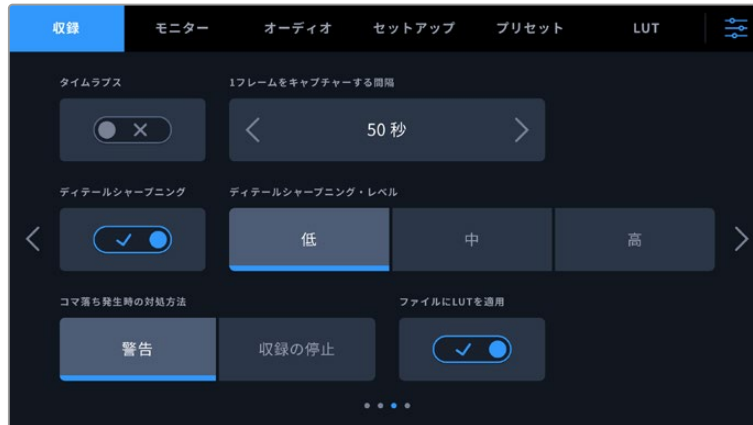 収録 モニター オーディオ セットアップ プリセット LUT
タイムラプス 1フレームをキャプチャーする間隔
50 秒
ディテールシャープニング ディテールシャープニング・レベル
低 中 高
コマ落ち発生時の対処方法 ファイルにLUTを適用
警告 収録の停止